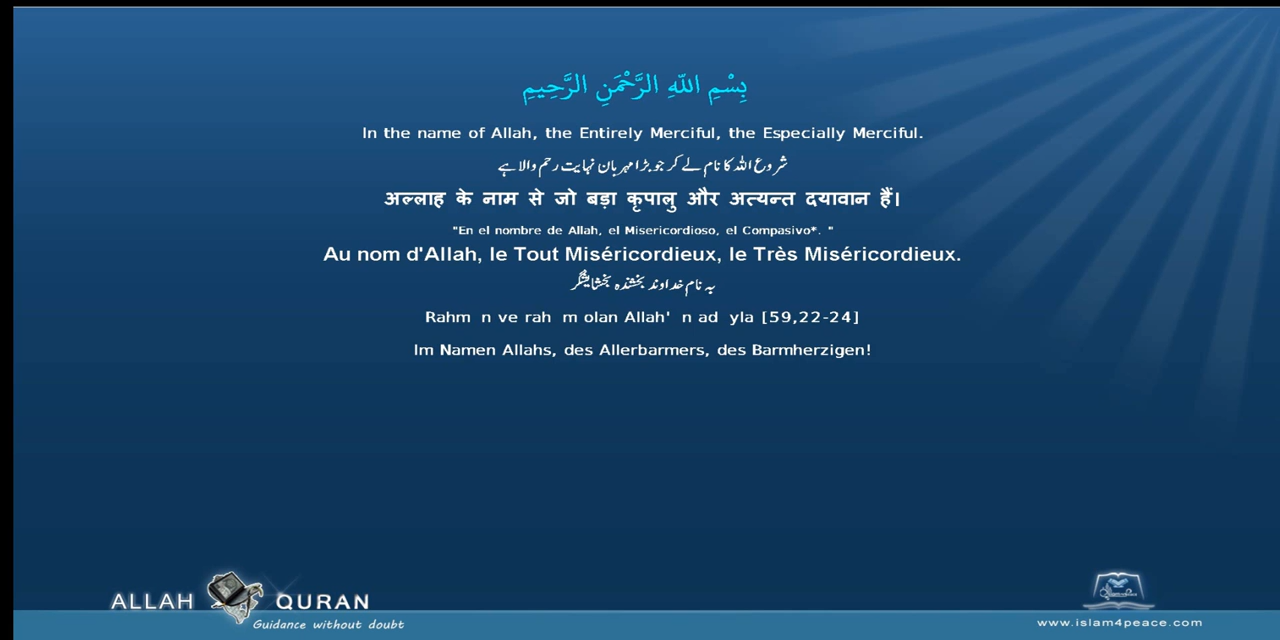 بِسْمِ اللَّهِ الرَّحْمَنِ الرَّحِيمِ
In the name of Allah, the Entirely Merciful, the Especially Merciful.
شروع الله کا نام لے کر جو بڑا مہربان نہایت رحم والا ہے
अल्लाह के नाम से जो बड़ा कृपालु और अत्यन्त दयावान हैं।
"En el nombre de Allah, el Misericordioso, el Compasivo*. "
Au nom d'Allah, le Tout Miséricordieux, le Très Miséricordieux.
به نام خداوند بخشنده بخشایشگر
Rahm n ve rah m olan Allah' n ad yla [59,22-24]
Im Namen Allahs, des Allerbarmers, des Barmherzigen!
ALLAH QURAN
Guidance without doubt
www.islam4peace.com